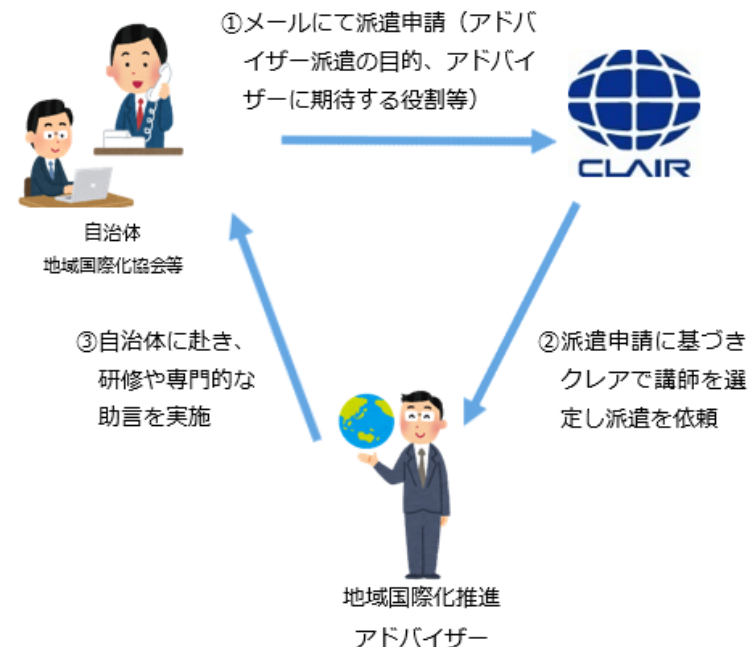 ①メールにて派遣申請（アドバ
イザー派遣の目的、アドバイ
ザーに期待する役割等）
CLAIR
自治体
地域国際化協会等
③自治体に赴き、
研修や専門的な
助言を実施
②派遣申請に基づき
クレアで講師を選
定し派遣を依頼
地域国際化推進
アドバイザー